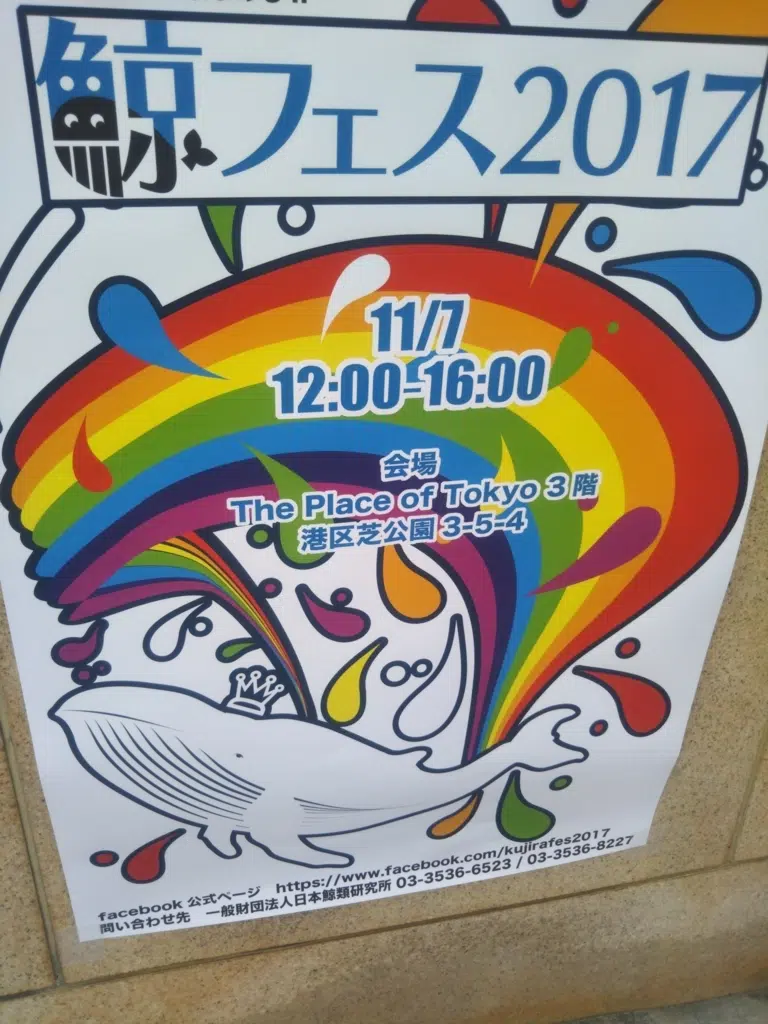 鯨フェス2017
11/7
12:00-16:00
会場
The Place of Tokyo 3階
港区芝公園 3-5-4
facebook 公式ページ https://www.facebook.com/kujirafes2017
問い合わせ先 一般財団法人日本鯨類研究所 03-3536-6523 / 03-3536-8227